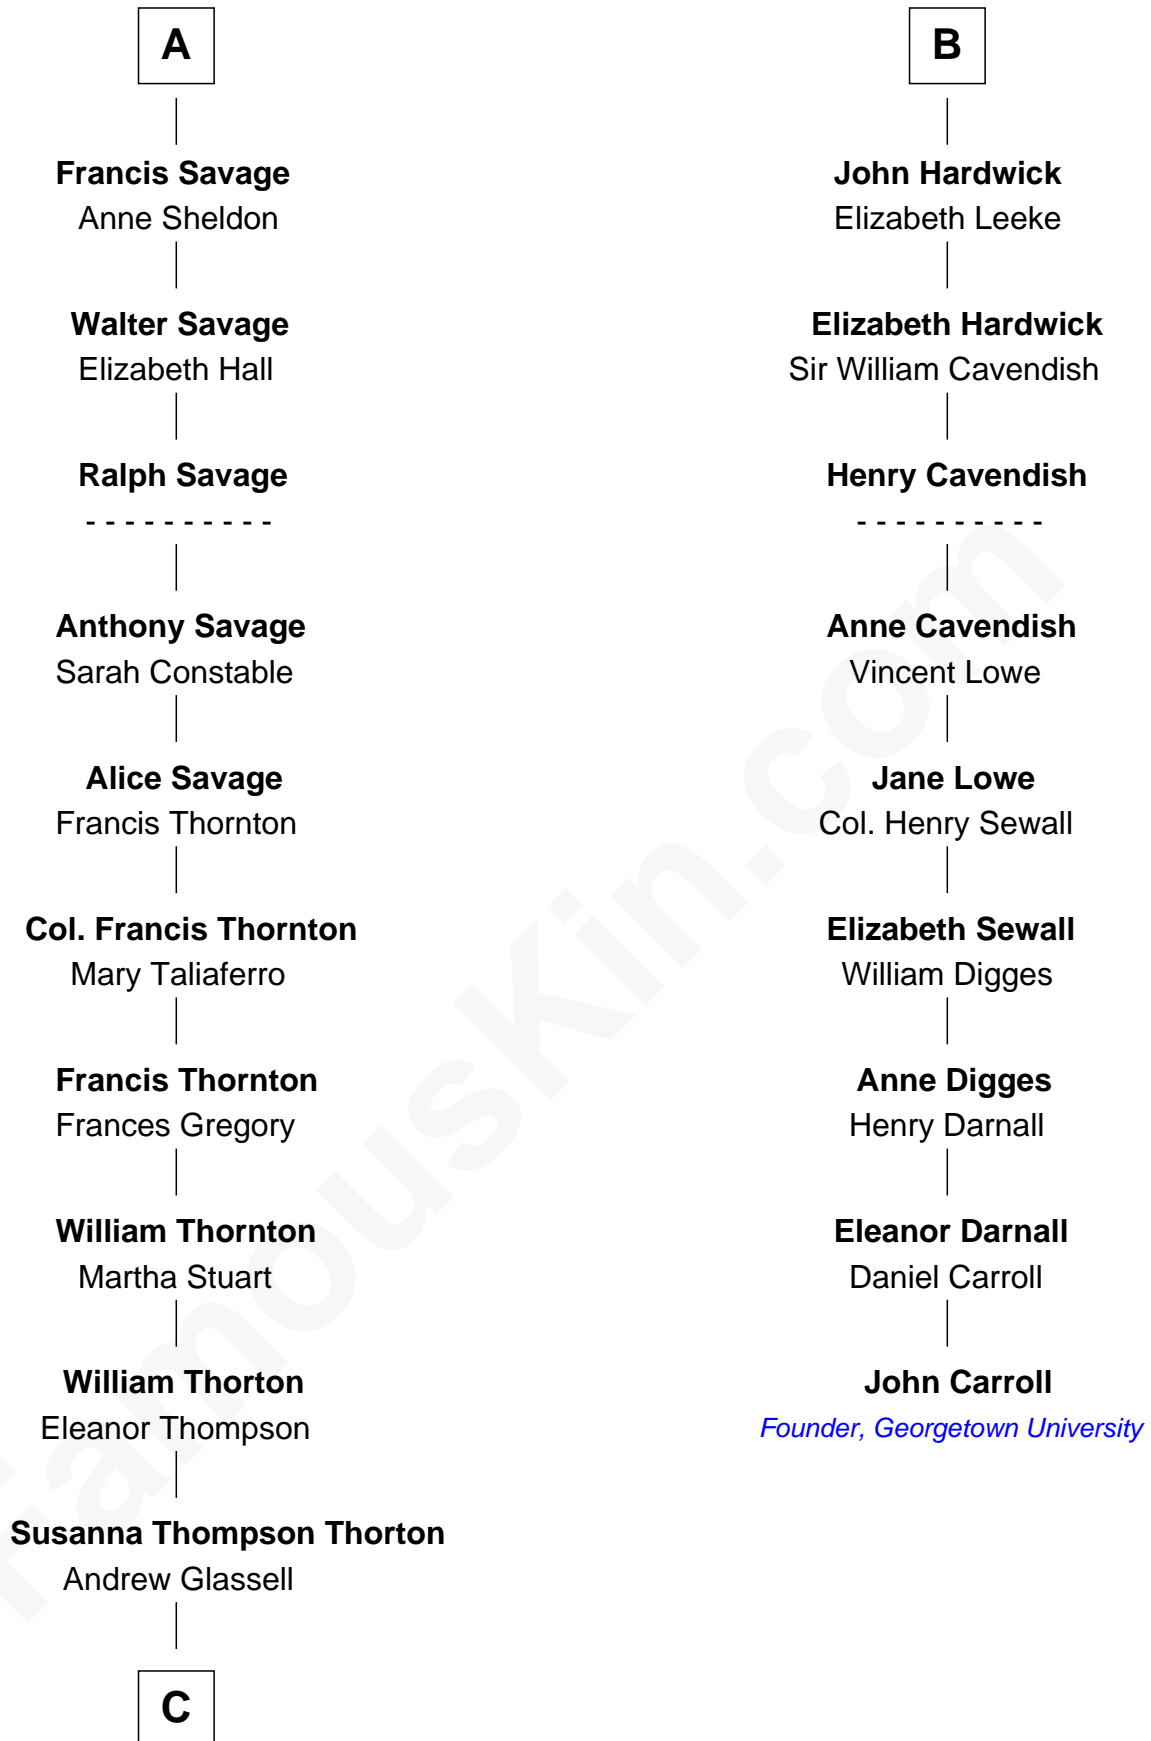 A
Francis Savage
Anne Sheldon
Walter Savage
Elizabeth Hall
Ralph Savage
- - - - - - - - - -
Anthony Savage
Sarah Constable
Alice Savage
Francis Thornton
Col. Francis Thornton
Mary Taliaferro
Francis Thornton
Frances Gregory
William Thornton
Martha Stuart
William Thorton
Eleanor Thompson
Susanna Thompson Thorton
Andrew Glassell
C
B
John Hardwick
Elizabeth Leeke
Elizabeth Hardwick
Sir William Cavendish
Henry Cavendish
- - - - - - - - - -
Anne Cavendish
Vincent Lowe
Jane Lowe
Col. Henry Sewall
Elizabeth Sewall
William Digges
Anne Digges
Henry Darnall
Eleanor Darnall
Daniel Carroll
John Carroll
Founder, Georgetown University
FamousKin.com